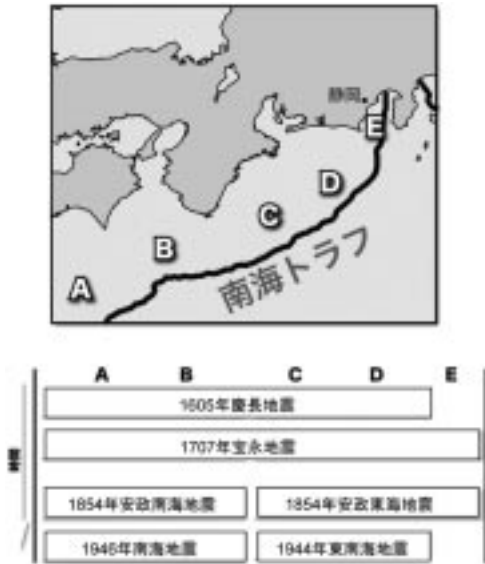 静岡
E
D
C
B
A
南海トラフ
A B C D E
時間
1605年慶長地震
1707年宝永地震
1854年安政南海地震 1854年安政東海地震
1946年南海地震 1944年東南海地震